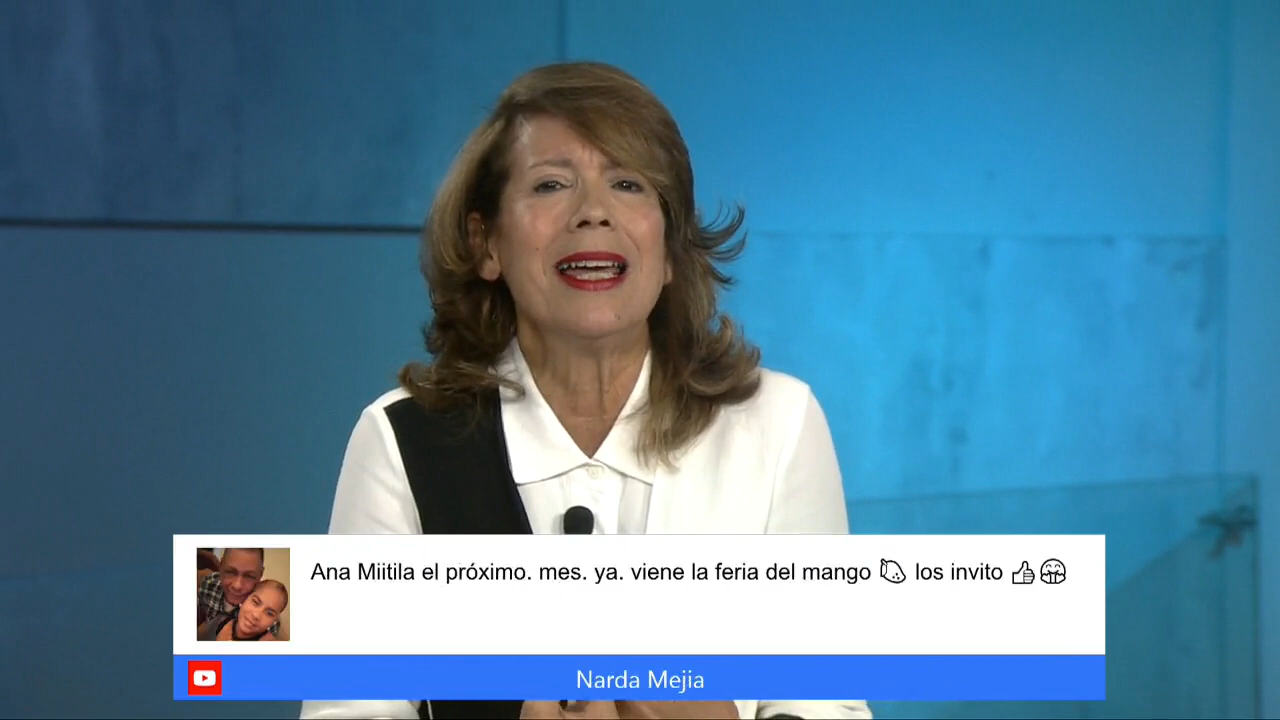 Ana Miitila el próximo. mes. ya. viene la feria del mango 🍋 los invito 👍🤗
Narda Mejia